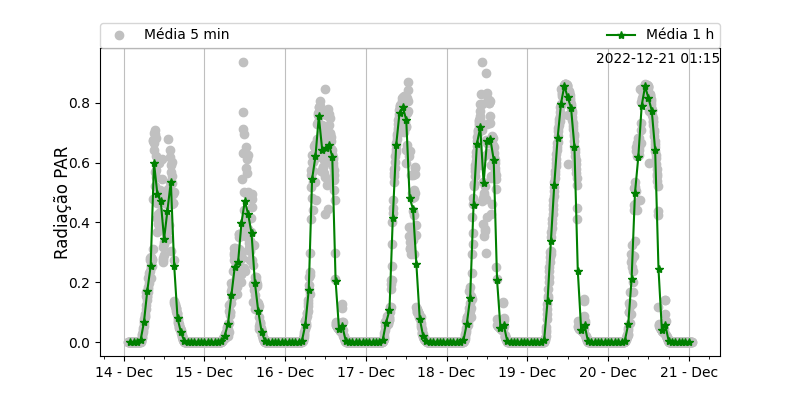 Média 5 min
Média 1 h
2022-12-21 01:15
Radiação PAR
0.8
0.6
0.4
0.2
0.0
14 - Dec
15 - Dec
16 - Dec
17 - Dec
18 - Dec
19 - Dec
20 - Dec
21 - Dec